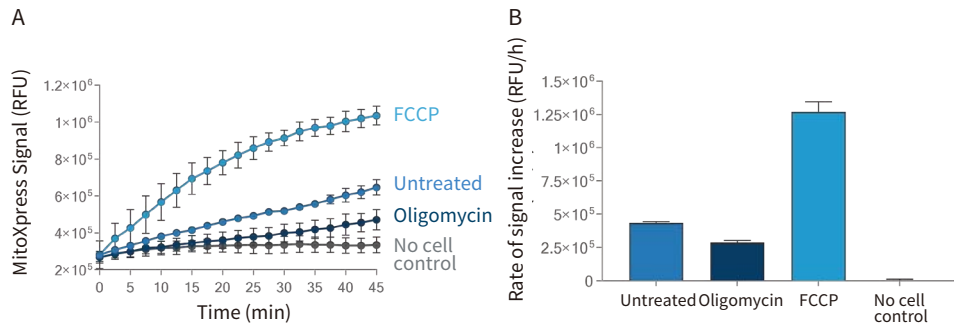 A
MitoXpress Signal (RFU)
1.2×10⁶
1×10⁶
8×10⁵
6×10⁵
4×10⁵
2×10⁵
0
5
10
15
20
25
30
35
40
45
Time (min)
FCCP
Untreated
Oligomycin
No cell
control
B
Rate of signal increase (RFU/h)
1.5×10⁶
1.25×10⁶
1×10⁶
7.5×10⁵
5×10⁵
2.5×10⁵
0
Untreated
Oligomycin
FCCP
No cell
control